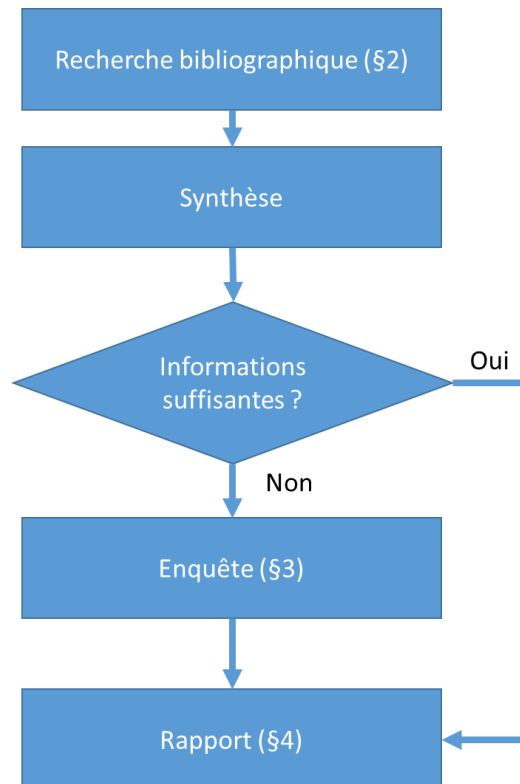 Recherche bibliographique (§2)
Synthèse
Informations
suffisantes ?
Oui
Non
Enquête (§3)
Rapport (§4)